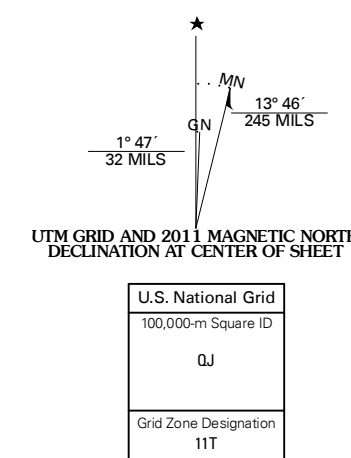 ★
MN
GN
13° 46´
245 MILS
1° 47´
32 MILS
UTM GRID AND 2011 MAGNETIC NORTH
DECLINATION AT CENTER OF SHEET
U.S. National Grid
100,000-m Square ID
QJ
Grid Zone Designation
11T